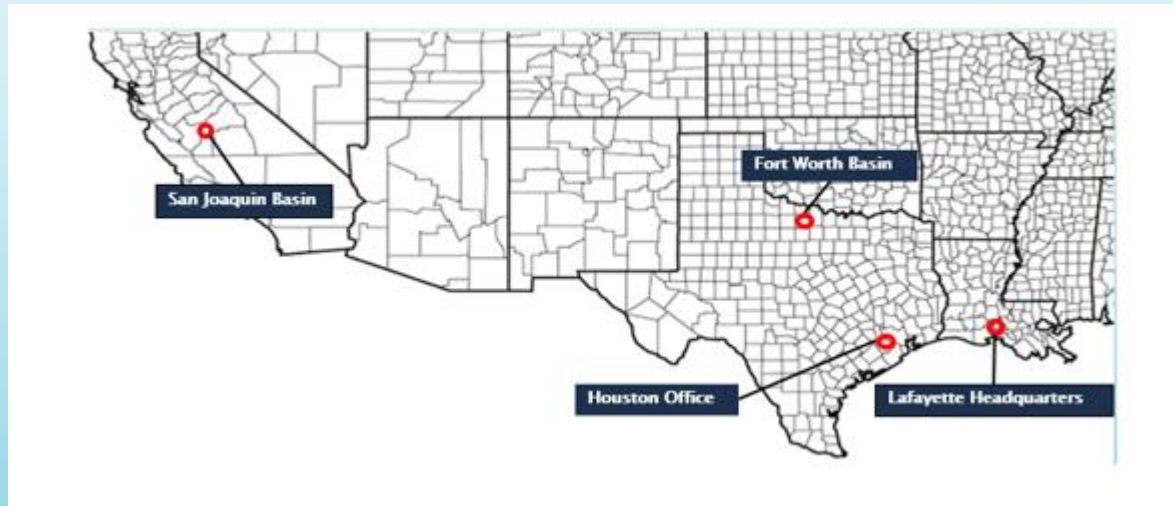 Fort Worth Basin
San Joaquin Basin
Houston Office
Lafayette Headquarters